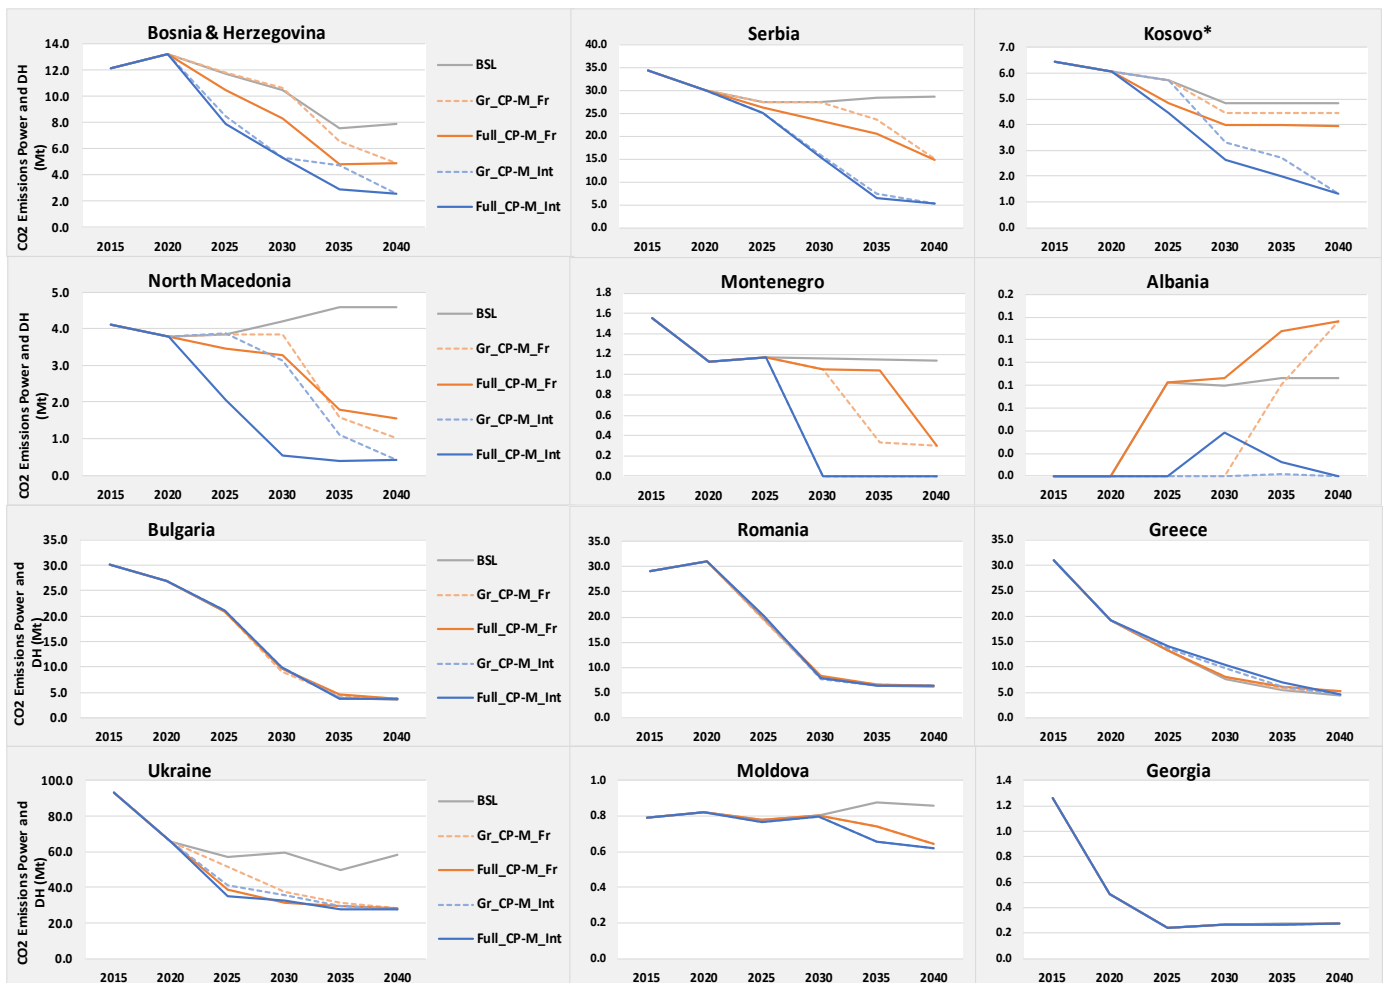 Bosnia & Herzegovina
CO2 Emissions Power and DH (Mt)
14.0
12.0
10.0
8.0
6.0
4.0
2.0
0.0
2015 2020 2025 2030 2035 2040
BSL
Gr_CP-M_Fr
Full_CP-M_Fr
Gr_CP-M_Int
Full_CP-M_Int
Serbia
40.0
35.0
30.0
25.0
20.0
15.0
10.0
5.0
0.0
2015 2020 2025 2030 2035 2040
Kosovo*
7.0
6.0
5.0
4.0
3.0
2.0
1.0
0.0
2015 2020 2025 2030 2035 2040
North Macedonia
CO2 Emissions Power and DH (Mt)
5.0
4.0
3.0
2.0
1.0
0.0
2015 2020 2025 2030 2035 2040
BSL
Gr_CP-M_Fr
Full_CP-M_Fr
Gr_CP-M_Int
Full_CP-M_Int
Montenegro
1.8
1.6
1.4
1.2
1.0
0.8
0.6
0.4
0.2
0.0
2015 2020 2025 2030 2035 2040
Albania
0.2
0.1
0.1
0.1
0.1
0.1
0.0
0.0
0.0
2015 2020 2025 2030 2035 2040
Bulgaria
CO2 Emissions Power and DH (Mt)
35.0
30.0
25.0
20.0
15.0
10.0
5.0
0.0
2015 2020 2025 2030 2035 2040
BSL
Gr_CP-M_Fr
Full_CP-M_Fr
Gr_CP-M_Int
Full_CP-M_Int
Romania
35.0
30.0
25.0
20.0
15.0
10.0
5.0
0.0
2015 2020 2025 2030 2035 2040
Greece
35.0
30.0
25.0
20.0
15.0
10.0
5.0
0.0
2015 2020 2025 2030 2035 2040
Ukraine
CO2 Emissions Power and DH (Mt)
100.0
80.0
60.0
40.0
20.0
0.0
2015 2020 2025 2030 2035 2040
BSL
Gr_CP-M_Fr
Full_CP-M_Fr
Gr_CP-M_Int
Full_CP-M_Int
Moldova
1.0
0.8
0.6
0.4
0.2
0.0
2015 2020 2025 2030 2035 2040
Georgia
1.4
1.2
1.0
0.8
0.6
0.4
0.2
0.0
2015 2020 2025 2030 2035 2040